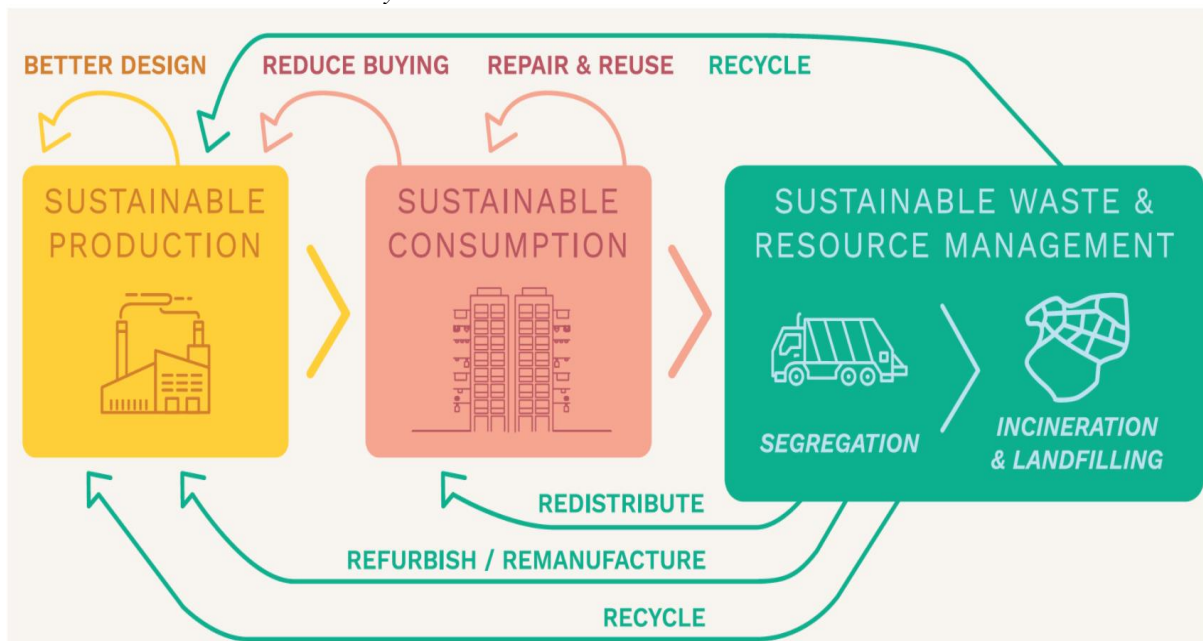 BETTER DESIGN
REDUCE BUYING
REPAIR & REUSE
RECYCLE
SUSTAINABLE
PRODUCTION
SUSTAINABLE
CONSUMPTION
SUSTAINABLE WASTE &
RESOURCE MANAGEMENT
SEGREGATION
INCINERATION
& LANDFILLING
REDISTRIBUTE
REFURBISH / REMANUFACTURE
RECYCLE